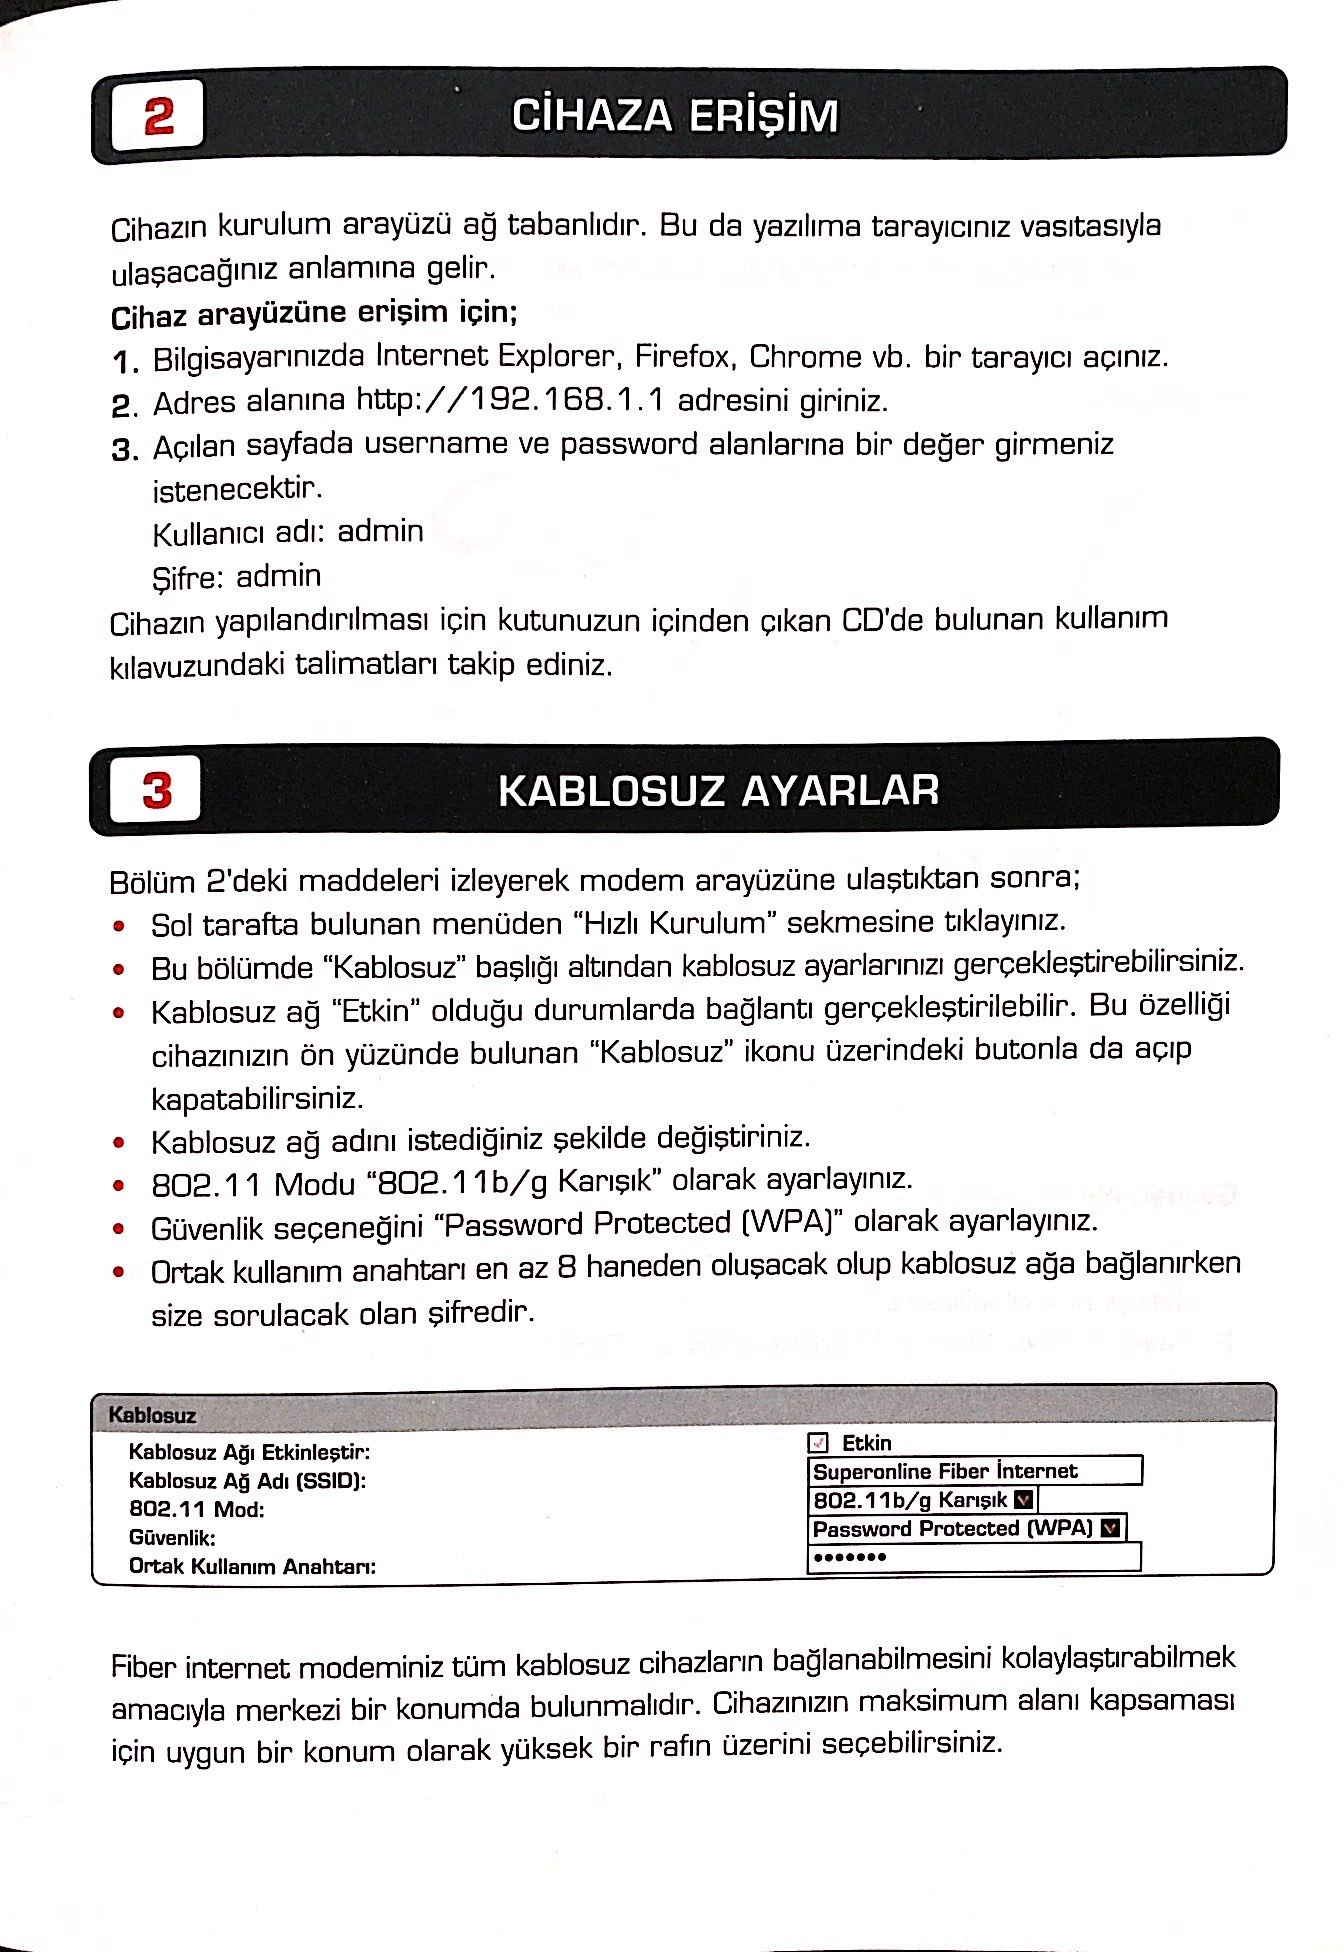 2
CİHAZA ERİŞİM
Cihazın kurulum arayüzü ağ tabanlıdır. Bu da yazılıma tarayıcınız vasıtasıyla
ulaşacağınız anlamına gelir.
Cihaz arayüzüne erişim için;
1. Bilgisayarınızda Internet Explorer, Firefox, Chrome vb. bir tarayıcı açınız.
2. Adres alanına http://192.168.1.1 adresini giriniz.
3. Açılan sayfada username ve password alanlarına bir değer girmeniz
istenecektir.
Kullanıcı adı: admin
Şifre: admin
Cihazın yapılandırılması için kutunuzun içinden çıkan CD'de bulunan kullanım
kılavuzundaki talimatları takip ediniz.
3
KABLOSUZ AYARLAR
Bölüm 2'deki maddeleri izleyerek modem arayüzüne ulaştıktan sonra;
• Sol tarafta bulunan menüden “Hızlı Kurulum” sekmesine tıklayınız.
• Bu bölümde “Kablosuz” başlığı altından kablosuz ayarlarınızı gerçekleştirebilirsiniz.
• Kablosuz ağ “Etkin” olduğu durumlarda bağlantı gerçekleştirilebilir. Bu özelliği
cihazınızın ön yüzünde bulunan “Kablosuz” ikonu üzerindeki butonla da açıp
kapatabilirsiniz.
• Kablosuz ağ adını istediğiniz şekilde değiştiriniz.
• 802.11 Modu “802.11b/g Karışık” olarak ayarlayınız.
• Güvenlik seçeneğini “Password Protected (WPA)” olarak ayarlayınız.
• Ortak kullanım anahtarı en az 8 haneden oluşacak olup kablosuz ağa bağlanırken
size sorulacak olan şifredir.
Kablosuz
Kablosuz Ağı Etkinleştir: Etkin
Kablosuz Ağ Adı (SSID): Superonline Fiber İnternet
802.11 Mod: 802.11b/g Karışık
Güvenlik: Password Protected (WPA)
Ortak Kullanım Anahtarı: •••••••
Fiber internet modeminiz tüm kablosuz cihazların bağlanabilmesini kolaylaştırabilmek
amacıyla merkezi bir konumda bulunmalıdır. Cihazınızın maksimum alanı kapsaması
için uygun bir konum olarak yüksek bir rafın üzerini seçebilirsiniz.